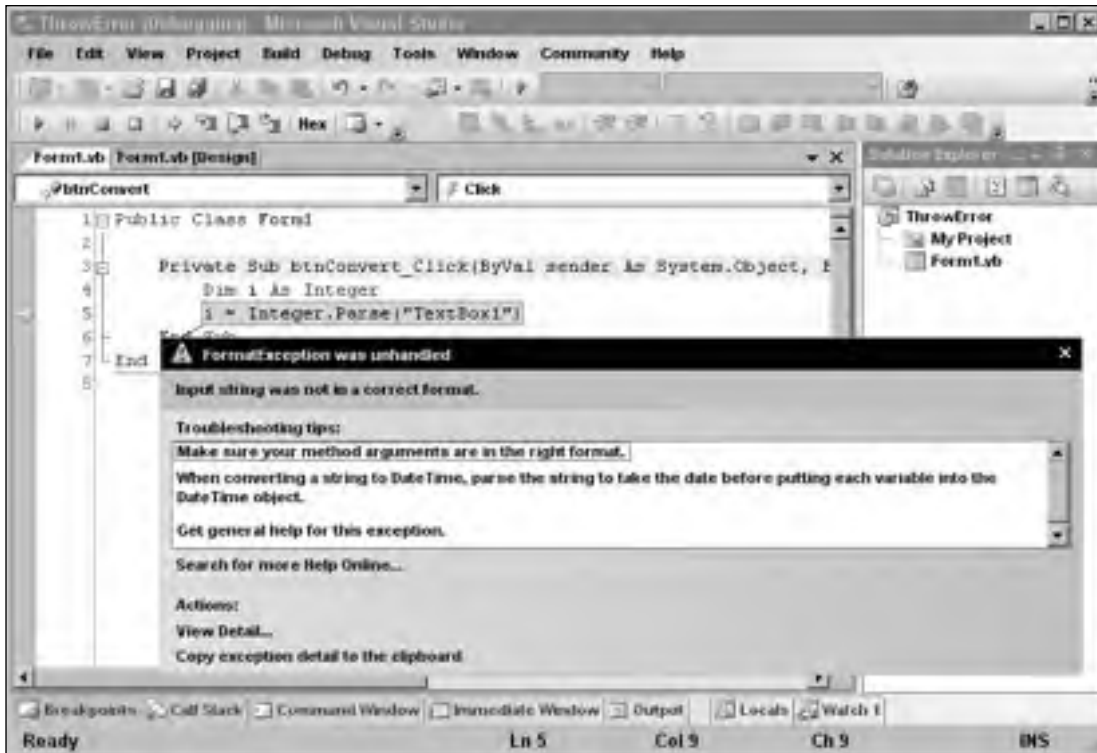 ThrowError (Debugging) - Microsoft Visual Studio
File Edit View Project Build Debug Tools Window Community Help
Hex
Form1.vb Form1.vb [Design]
Solution Explorer
btnConvert
Click
ThrowError
My Project
Form1.vb
1 Public Class Form1
2
3 Private Sub btnConvert_Click(ByVal sender As System.Object,
4 Dim i As Integer
5 i = Integer.Parse("TextBox1")
6 End Sub
7 End
8
FormatException was unhandled
Input string was not in a correct format.
Troubleshooting tips:
Make sure your method arguments are in the right format.
When converting a string to DateTime, parse the string to take the date before putting each variable into the
DateTime object.
Get general help for this exception.
Search for more Help Online...
Actions:
View Detail...
Copy exception detail to the clipboard
Breakpoints Call Stack Command Window Immediate Window Output Locals Watch 1
Ready Ln 5 Col 9 Ch 9 INS